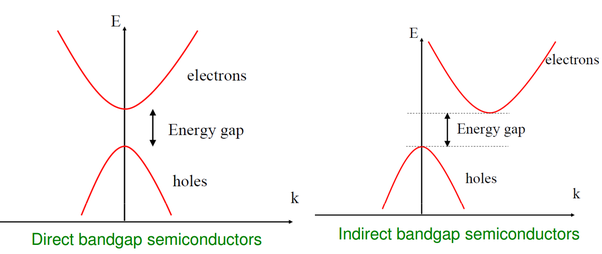 E
electrons
Energy gap
holes
k
Direct bandgap semiconductors
E
electrons
Energy gap
holes
k
Indirect bandgap semiconductors